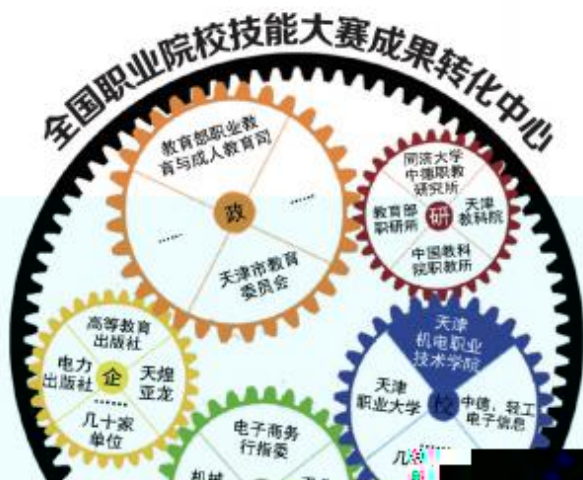 全国职业院校技能大赛成果转化中心
教育部职业教
育与成人教育司
政
……
……
天津市教育
委员会
同济大学
中德职教
研究所
教育部
职研所
研
天津
教科院
中国教科
院职教所
高等教育
出版社
电力
出版社
企
天煌
亚龙
……
几十家
单位
天津
机电职业
技术学院
天津
职业大学
校
中德、轻工
电子信息
……
电子商务
行指委
机械